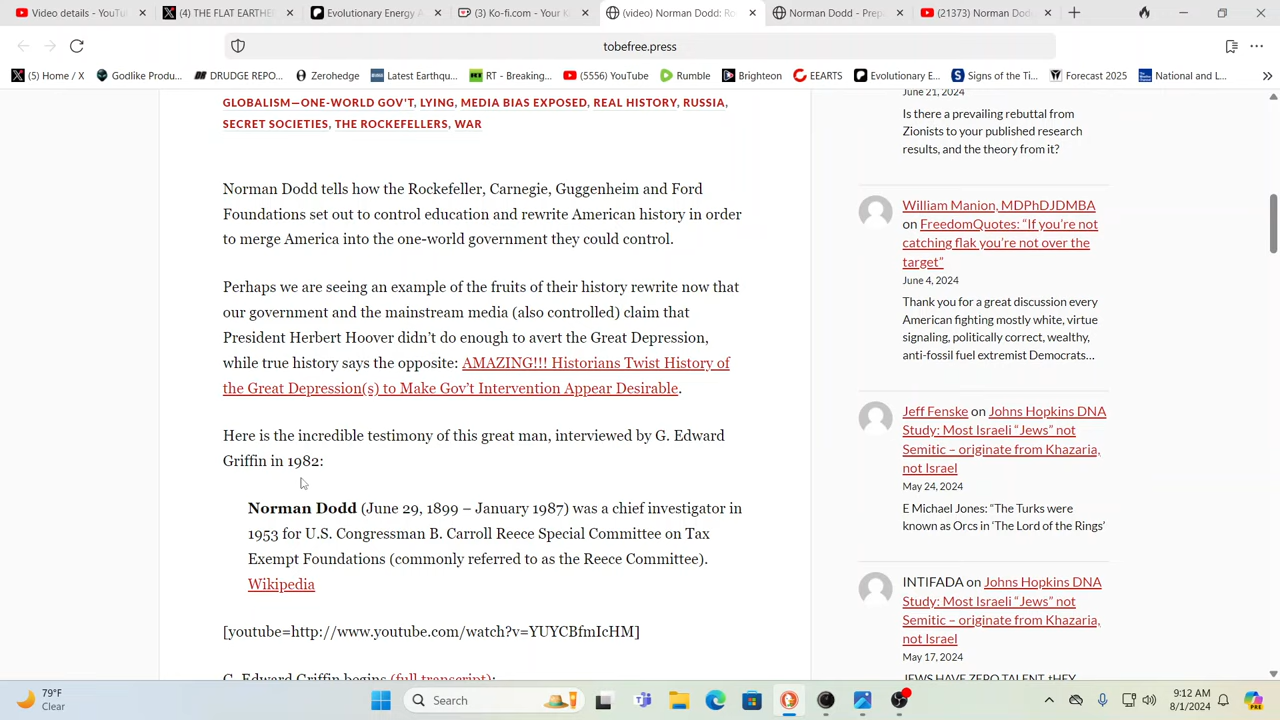 Video details - YouTu
(4) THE FLAT EARTHE
Evolutionary Energy A
(3) Ko-fi.com - Your K
(video) Norman Dodd: Ro
Norman Dodd - Prepa
(21373) Norman Dod
tobefree.press
(5) Home / X
Godlike Produ...
DRUDGE REPO...
Zerohedge
Latest Earthqu...
RT - Breaking...
(5556) YouTube
Rumble
Brighteon
EEARTS
Evolutionary E...
Signs of the Ti...
Forecast 2025
National and L...
GLOBALISM—ONE-WORLD GOV'T, LYING, MEDIA BIAS EXPOSED, REAL HISTORY, RUSSIA,
SECRET SOCIETIES, THE ROCKEFELLERS, WAR
Norman Dodd tells how the Rockefeller, Carnegie, Guggenheim and Ford
Foundations set out to control education and rewrite American history in order
to merge America into the one-world government they could control.
Perhaps we are seeing an example of the fruits of their history rewrite now that
our government and the mainstream media (also controlled) claim that
President Herbert Hoover didn't do enough to avert the Great Depression,
while true history says the opposite: AMAZING!!! Historians Twist History of
the Great Depression(s) to Make Gov't Intervention Appear Desirable.
Here is the incredible testimony of this great man, interviewed by G. Edward
Griffin in 1982:
Norman Dodd (June 29, 1899 – January 1987) was a chief investigator in
1953 for U.S. Congressman B. Carroll Reece Special Committee on Tax
Exempt Foundations (commonly referred to as the Reece Committee).
Wikipedia
[youtube=http://www.youtube.com/watch?v=YUYCBfmIcHM]
G. Edward Griffin begins (full transcript):
June 21, 2024
Is there a prevailing rebuttal from
Zionists to your published research
results, and the theory from it?
William Manion, MDPhDJDMBA
on FreedomQuotes: "If you're not
catching flak you're not over the
target"
June 4, 2024
Thank you for a great discussion every
American fighting mostly white, virtue
signaling, politically correct, wealthy,
anti-fossil fuel extremist Democrats...
Jeff Fenske on Johns Hopkins DNA
Study: Most Israeli "Jews" not
Semitic – originate from Khazaria,
not Israel
May 24, 2024
E Michael Jones: "The Turks were
known as Orcs in 'The Lord of the Rings'
INTIFADA on Johns Hopkins DNA
Study: Most Israeli "Jews" not
Semitic – originate from Khazaria,
not Israel
May 17, 2024
JEWS HAVE ZERO TALENT. tHEY
79°F
Clear
Search
9:12 AM
8/1/2024